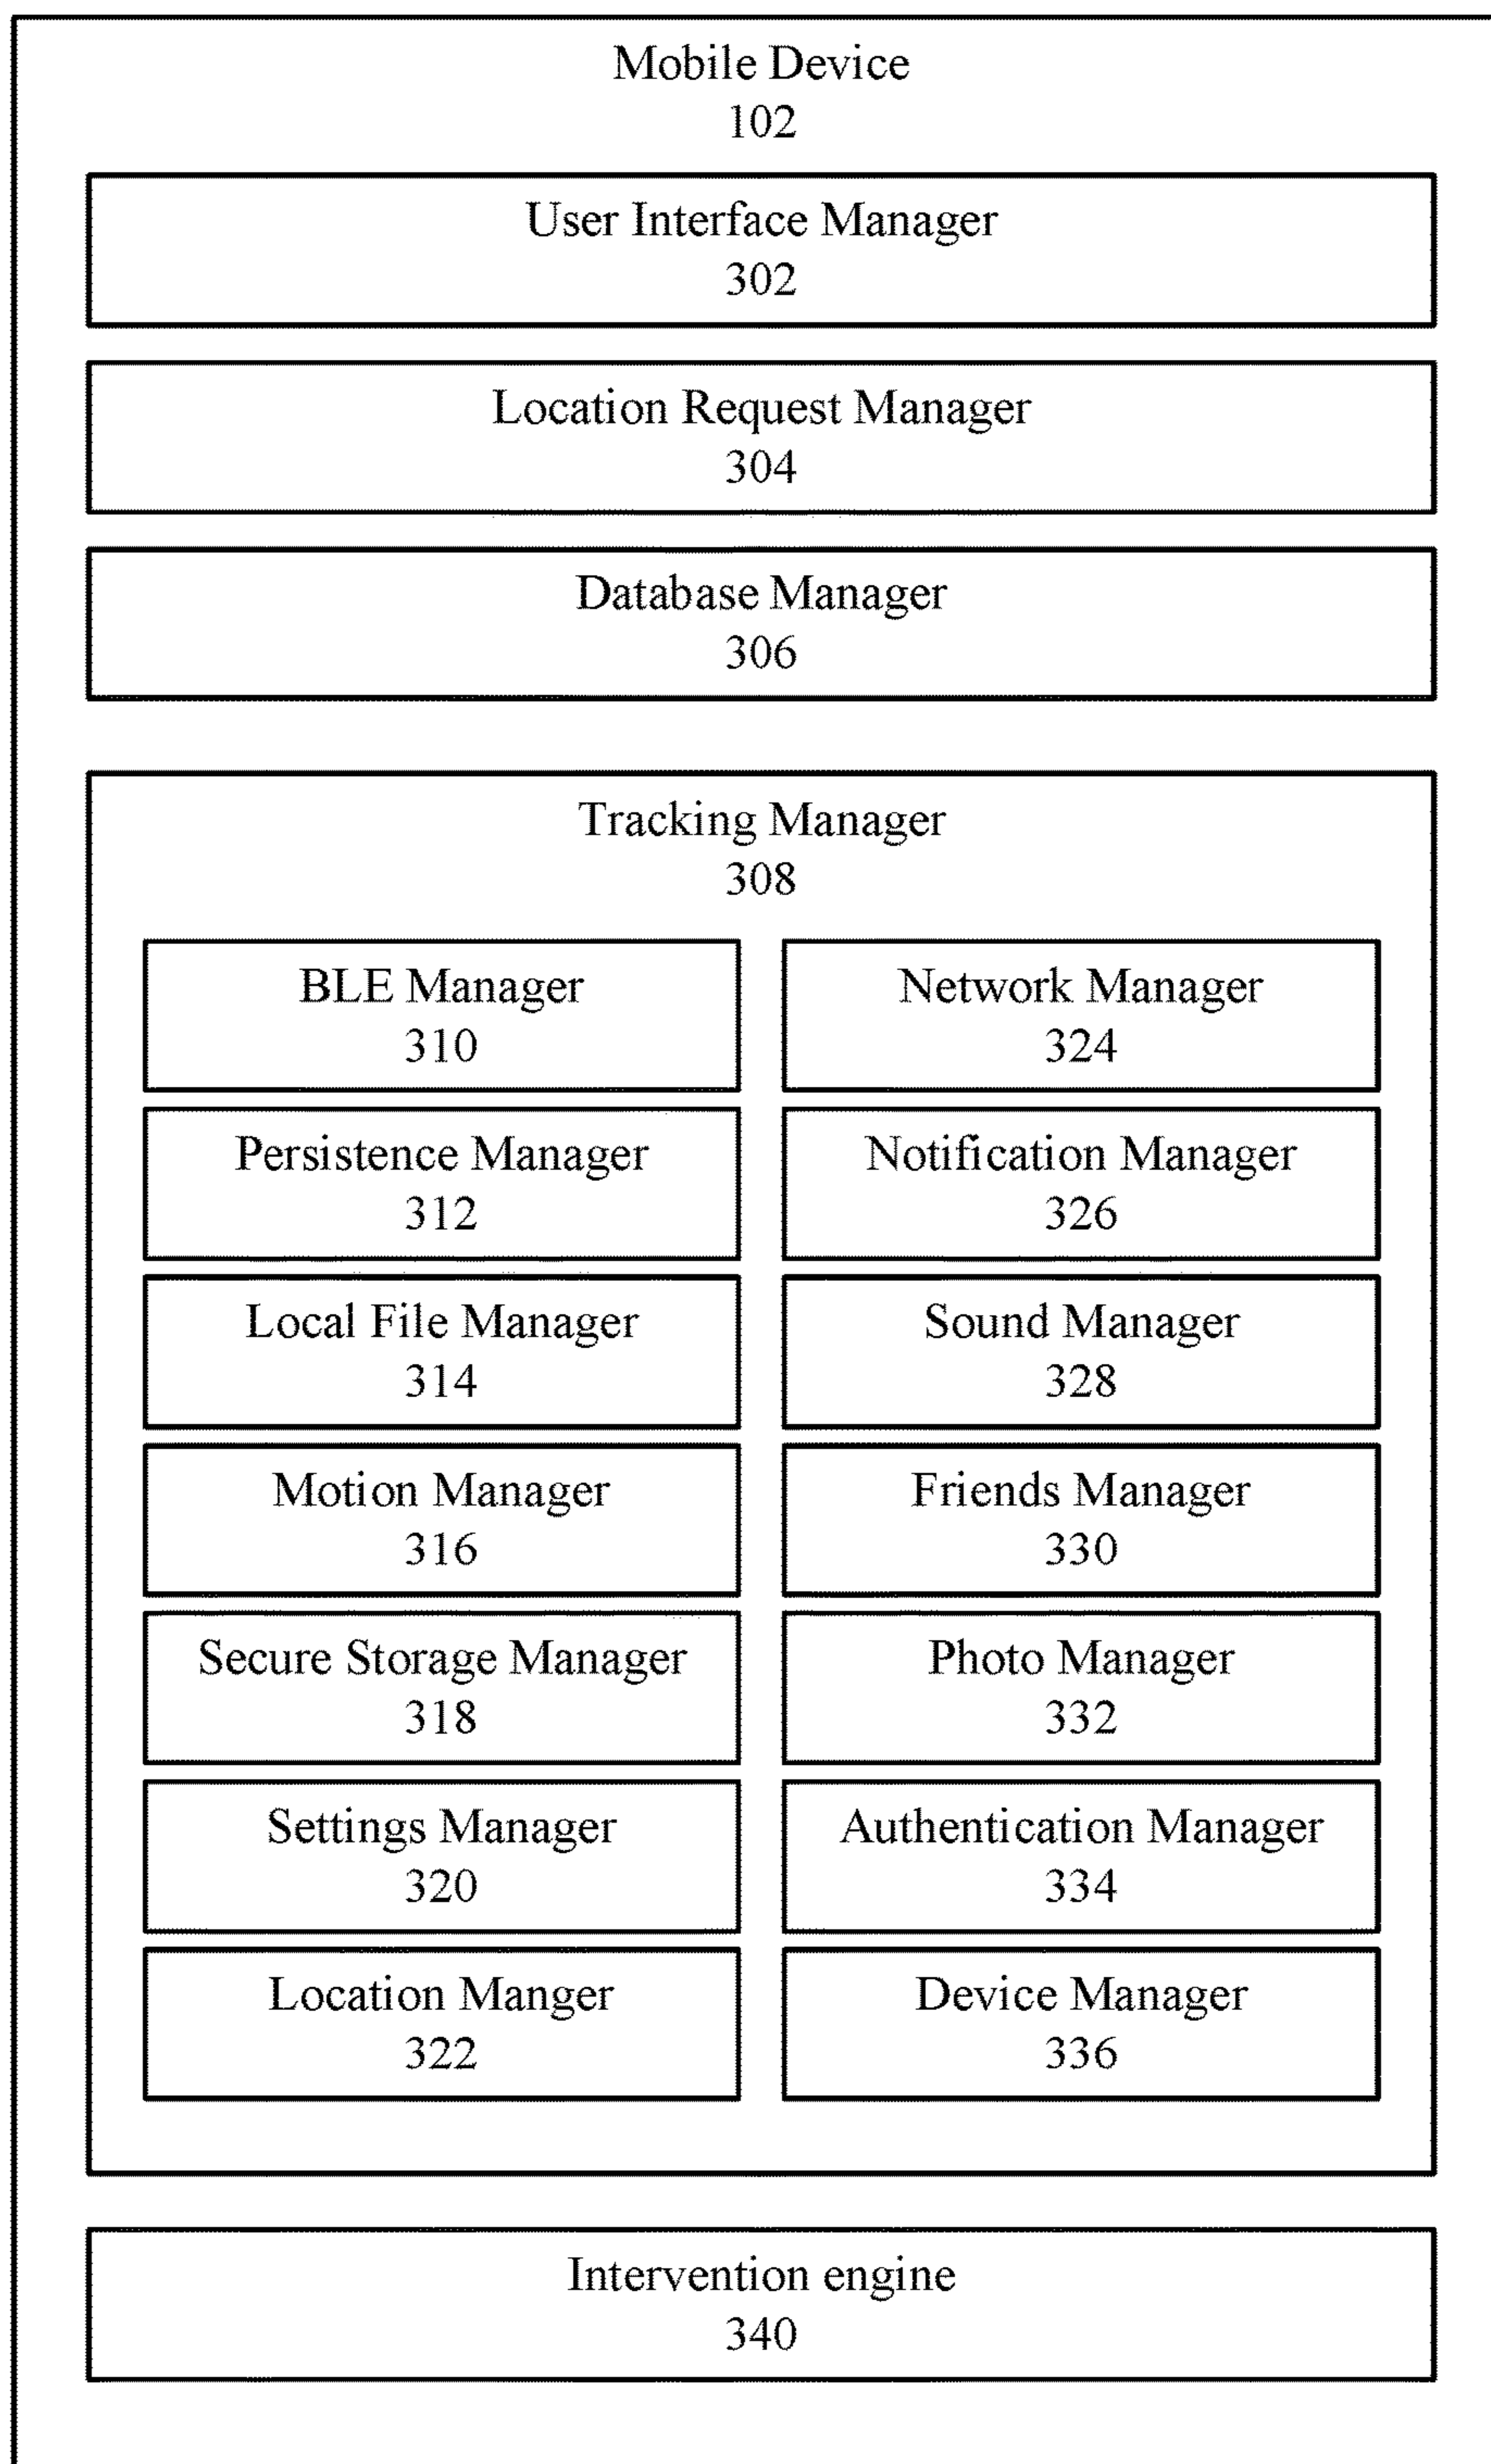 Mobile Device
102
User Interface Manager
302
Location Request Manager
304
Database Manager
306
Tracking Manager
308
BLE Manager
310
Network Manager
324
Persistence Manager
312
Notification Manager
326
Local File Manager
314
Sound Manager
328
Motion Manager
316
Friends Manager
330
Secure Storage Manager
318
Photo Manager
332
Settings Manager
320
Authentication Manager
334
Location Manger
322
Device Manager
336
Intervention engine
340